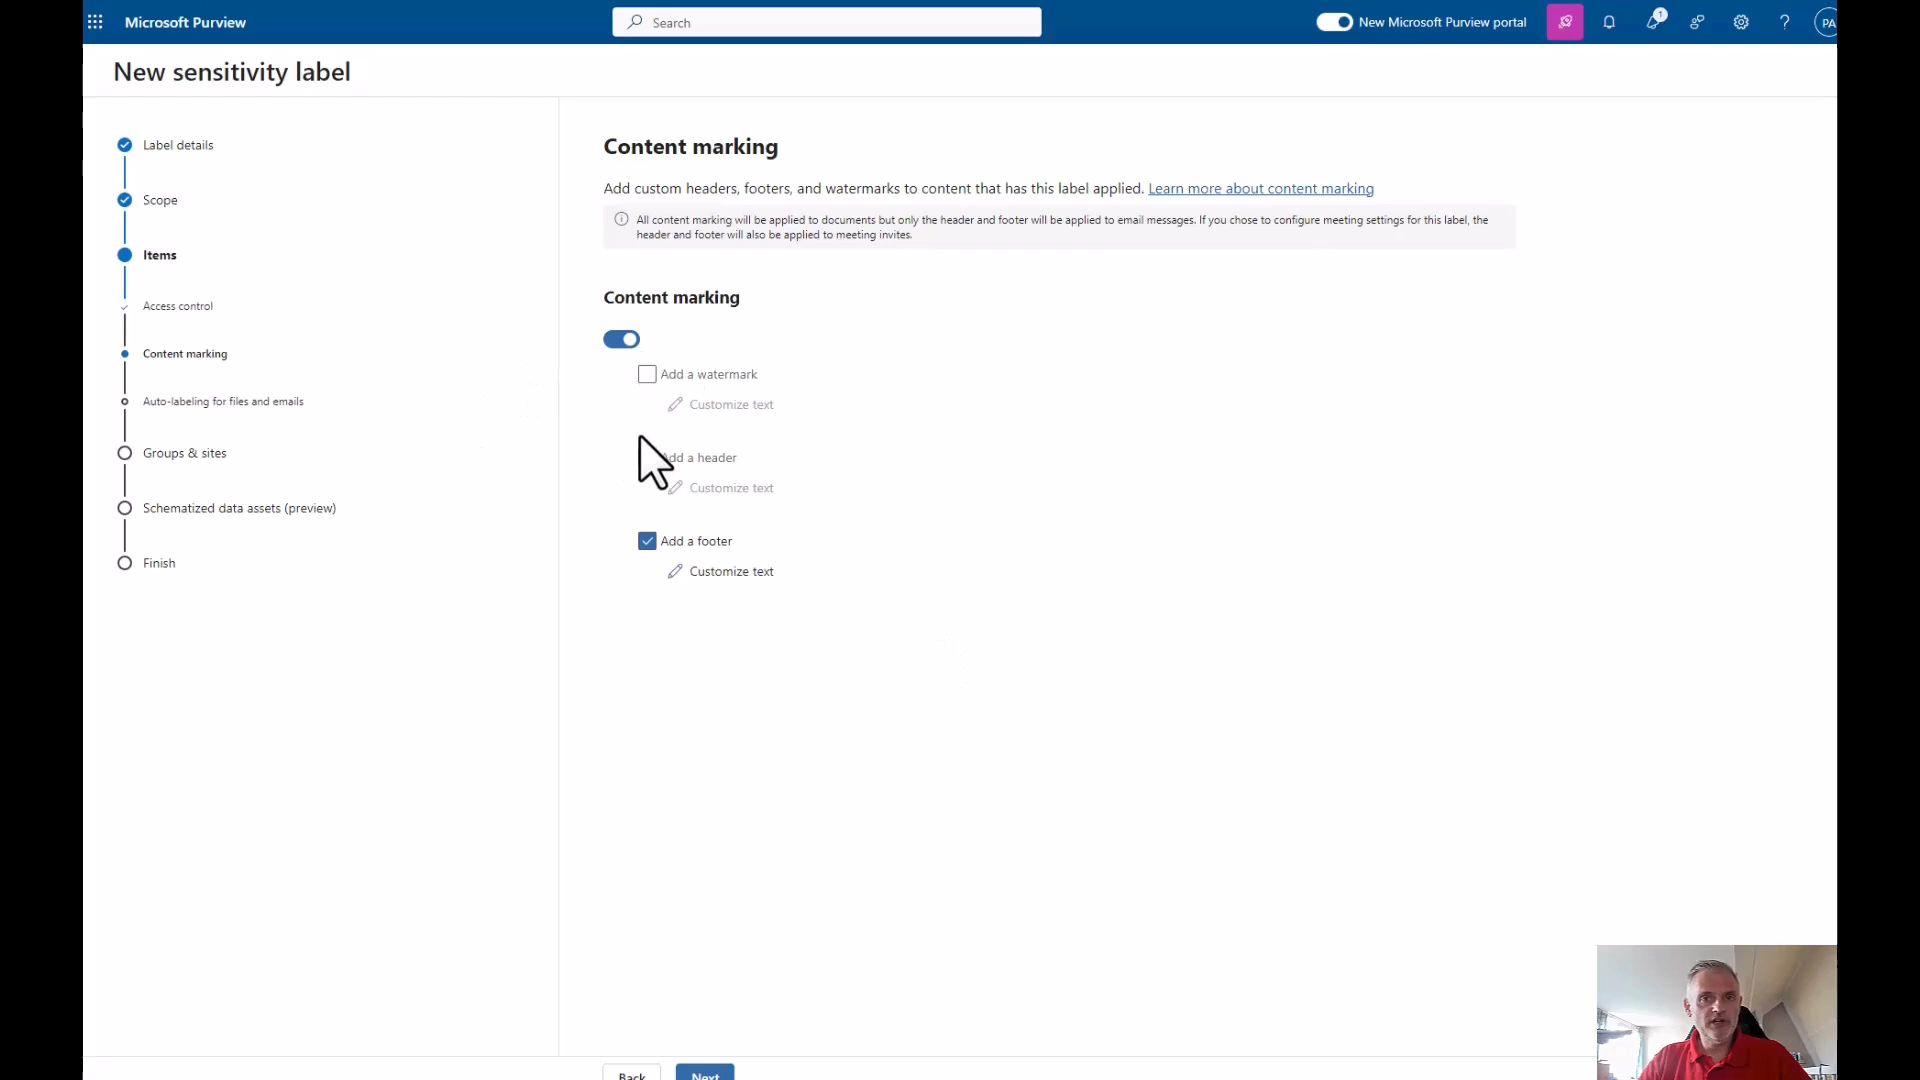 Microsoft Purview
Search
New Microsoft Purview portal
1
PA
New sensitivity label
Label details
Scope
Items
Access control
Content marking
Auto-labeling for files and emails
Groups & sites
Schematized data assets (preview)
Finish
Content marking
Add custom headers, footers, and watermarks to content that has this label applied. Learn more about content marking
All content marking will be applied to documents but only the header and footer will be applied to email messages. If you chose to configure meeting settings for this label, the
header and footer will also be applied to meeting invites.
Content marking
Add a watermark
Customize text
Add a header
Customize text
Add a footer
Customize text
Back
Next